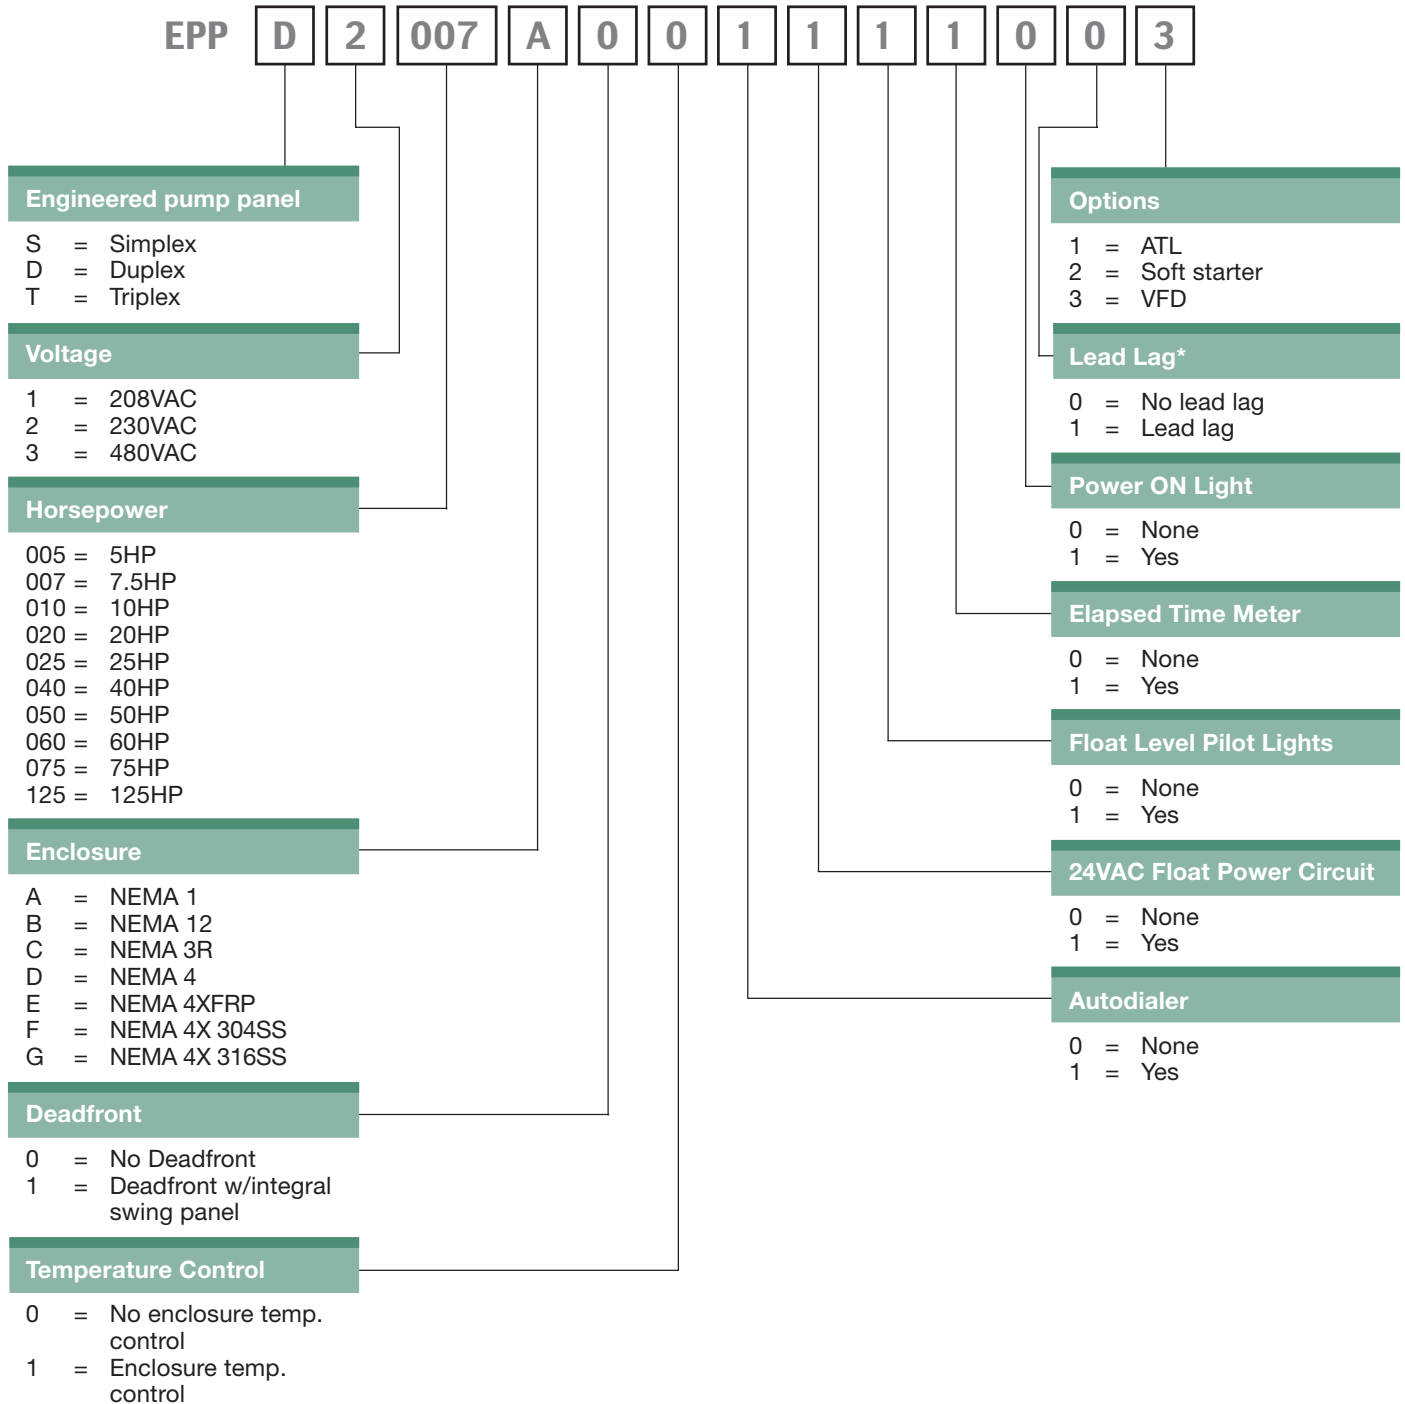 EPP D 2 007 A 0 0 1 1 1 1 0 0 3
Engineered pump panel
S = Simplex
D = Duplex
T = Triplex
Voltage
1 = 208VAC
2 = 230VAC
3 = 480VAC
Horsepower
005 = 5HP
007 = 7.5HP
010 = 10HP
020 = 20HP
025 = 25HP
040 = 40HP
050 = 50HP
060 = 60HP
075 = 75HP
125 = 125HP
Enclosure
A = NEMA 1
B = NEMA 12
C = NEMA 3R
D = NEMA 4
E = NEMA 4XFRP
F = NEMA 4X 304SS
G = NEMA 4X 316SS
Deadfront
0 = No Deadfront
1 = Deadfront w/integral
swing panel
Temperature Control
0 = No enclosure temp.
control
1 = Enclosure temp.
control
Options
1 = ATL
2 = Soft starter
3 = VFD
Lead Lag*
0 = No lead lag
1 = Lead lag
Power ON Light
0 = None
1 = Yes
Elapsed Time Meter
0 = None
1 = Yes
Float Level Pilot Lights
0 = None
1 = Yes
24VAC Float Power Circuit
0 = None
1 = Yes
Autodialer
0 = None
1 = Yes